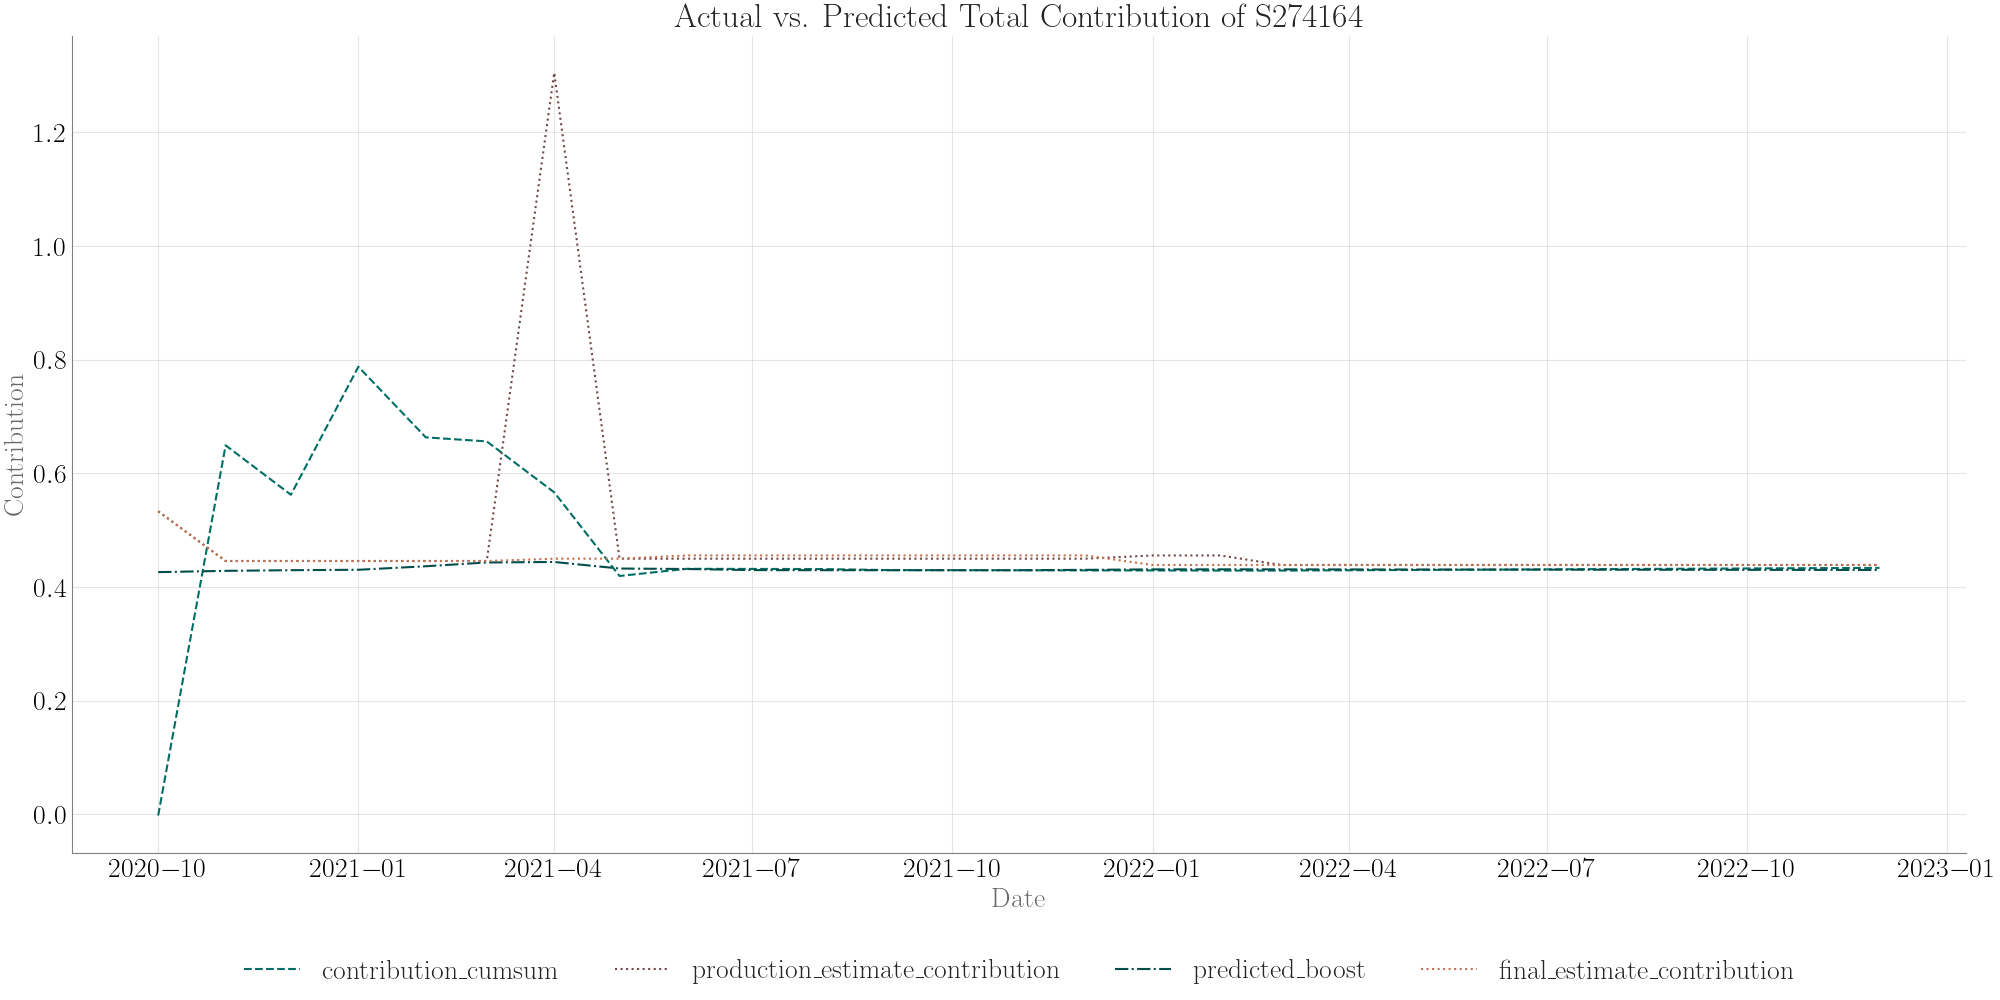 Actual vs. Predicted Total Contribution of S274164
Contribution
1.2
1.0
0.8
0.6
0.4
0.2
0.0
2020−10 2021−01 2021−04 2021−07 2021−10 2022−01 2022−04 2022−07 2022−10 2023−01
Date
contribution_cumsum production_estimate_contribution predicted_boost final_estimate_contribution